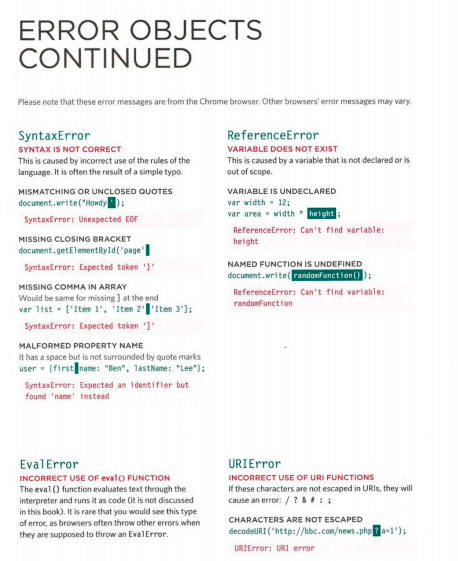 ERROR OBJECTS
CONTINUED
Please note that these error messages are from the Chrome browser. Other browsers' error messages may vary.
SyntaxError
SYNTAX IS NOT CORRECT
This is caused by incorrect use of the rules of the
language. It is often the result of a simple typo.
MISMATCHING OR UNCLOSED QUOTES
document.write("Howdy');
SyntaxError: Unexpected EOF
MISSING CLOSING BRACKET
document.getElementById('page'
SyntaxError: Expected token ')'
MISSING COMMA IN ARRAY
Would be same for missing ] at the end
var list = ['Item 1', 'Item 2' 'Item 3'];
SyntaxError: Expected token ']'
MALFORMED PROPERTY NAME
It has a space but is not surrounded by quote marks
user = {first name: "Ben", lastName: "Lee"};
SyntaxError: Expected an identifier but
found 'name' instead
ReferenceError
VARIABLE DOES NOT EXIST
This is caused by a variable that is not declared or is
out of scope.
VARIABLE IS UNDECLARED
var width = 12;
var area = width * height;
ReferenceError: Can't find variable:
height
NAMED FUNCTION IS UNDEFINED
document.write(randomFunction());
ReferenceError: Can't find variable:
randomFunction
EvalError
INCORRECT USE OF eval() FUNCTION
The eval() function evaluates text through the
interpreter and runs it as code (it is not discussed
in this book). It is rare that you would see this type
of error, as browsers often throw other errors when
they are supposed to throw an EvalError.
URIError
INCORRECT USE OF URI FUNCTIONS
If these characters are not escaped in URIs, they will
cause an error: / ? & # : ;
CHARACTERS ARE NOT ESCAPED
decodeURI('http://bbc.com/news.php?a=1');
URIError: URI error